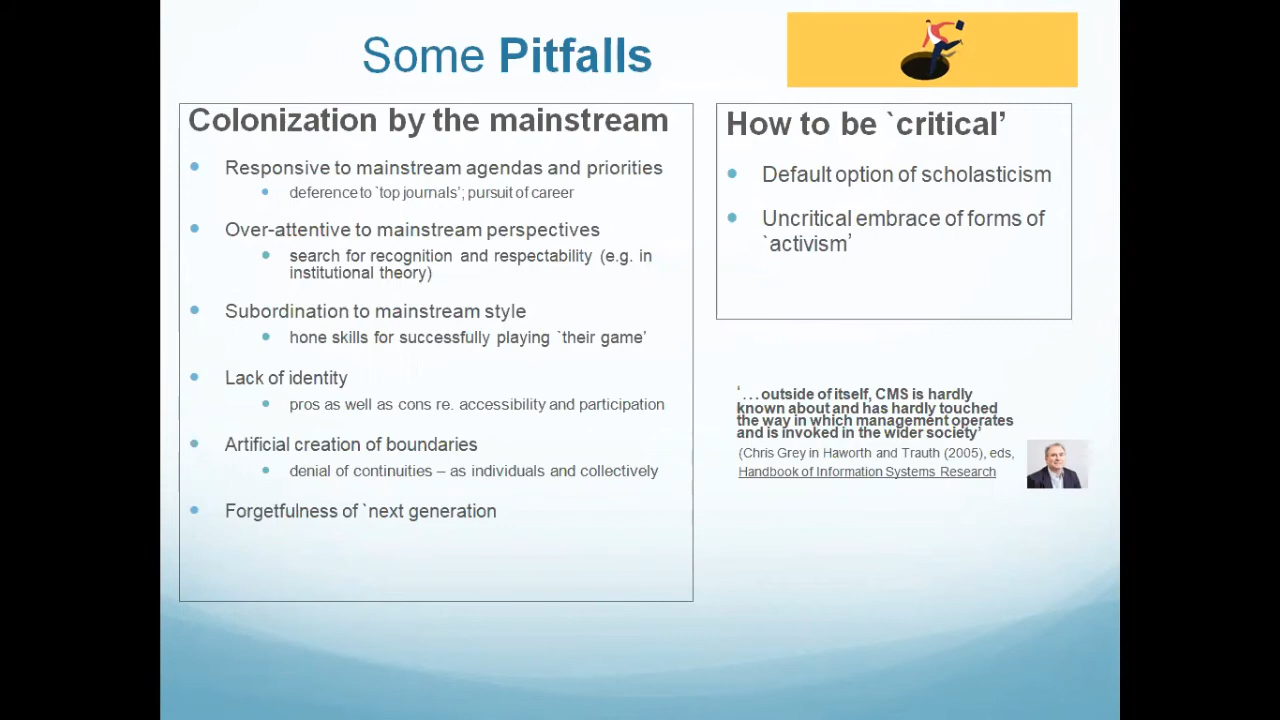 Some Pitfalls
Colonization by the mainstream
Responsive to mainstream agendas and priorities
deference to `top journals'; pursuit of career
Over-attentive to mainstream perspectives
search for recognition and respectability (e.g. in
institutional theory)
Subordination to mainstream style
hone skills for successfully playing `their game'
Lack of identity
pros as well as cons re. accessibility and participation
Artificial creation of boundaries
denial of continuities – as individuals and collectively
Forgetfulness of `next generation
How to be `critical'
Default option of scholasticism
Uncritical embrace of forms of
`activism'
'…outside of itself, CMS is hardly
known about and has hardly touched
the way in which management operates
and is invoked in the wider society'
(Chris Grey in Haworth and Trauth (2005), eds,
Handbook of Information Systems Research